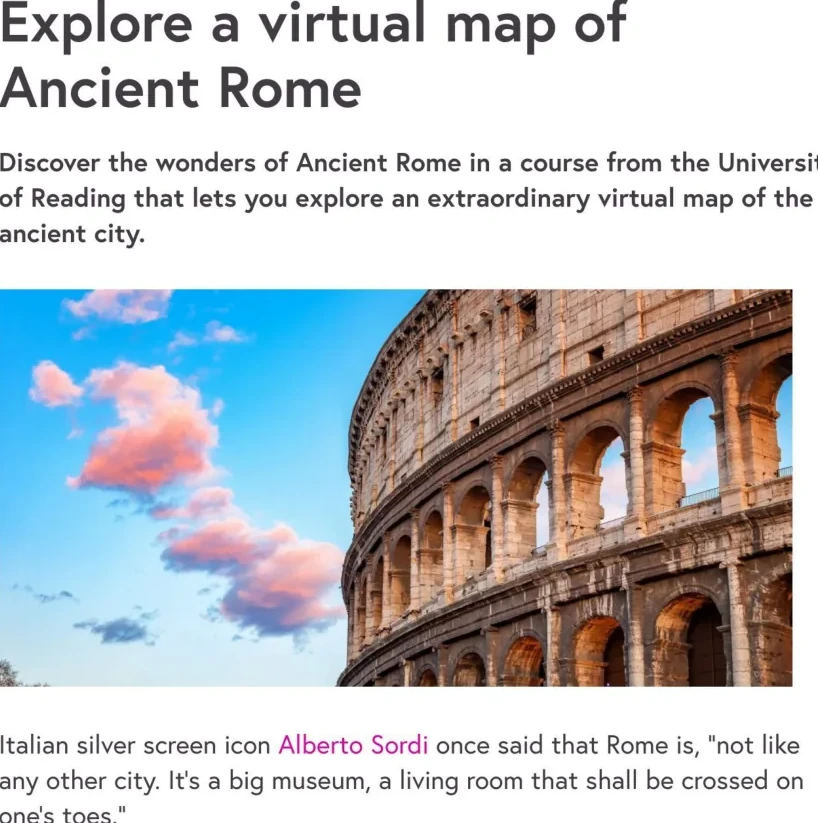 Explore a virtual map of
Ancient Rome
Discover the wonders of Ancient Rome in a course from the Universit
of Reading that lets you explore an extraordinary virtual map of the
ancient city.
Italian silver screen icon Alberto Sordi once said that Rome is, "not like
any other city. It's a big museum, a living room that shall be crossed on
one's toes."